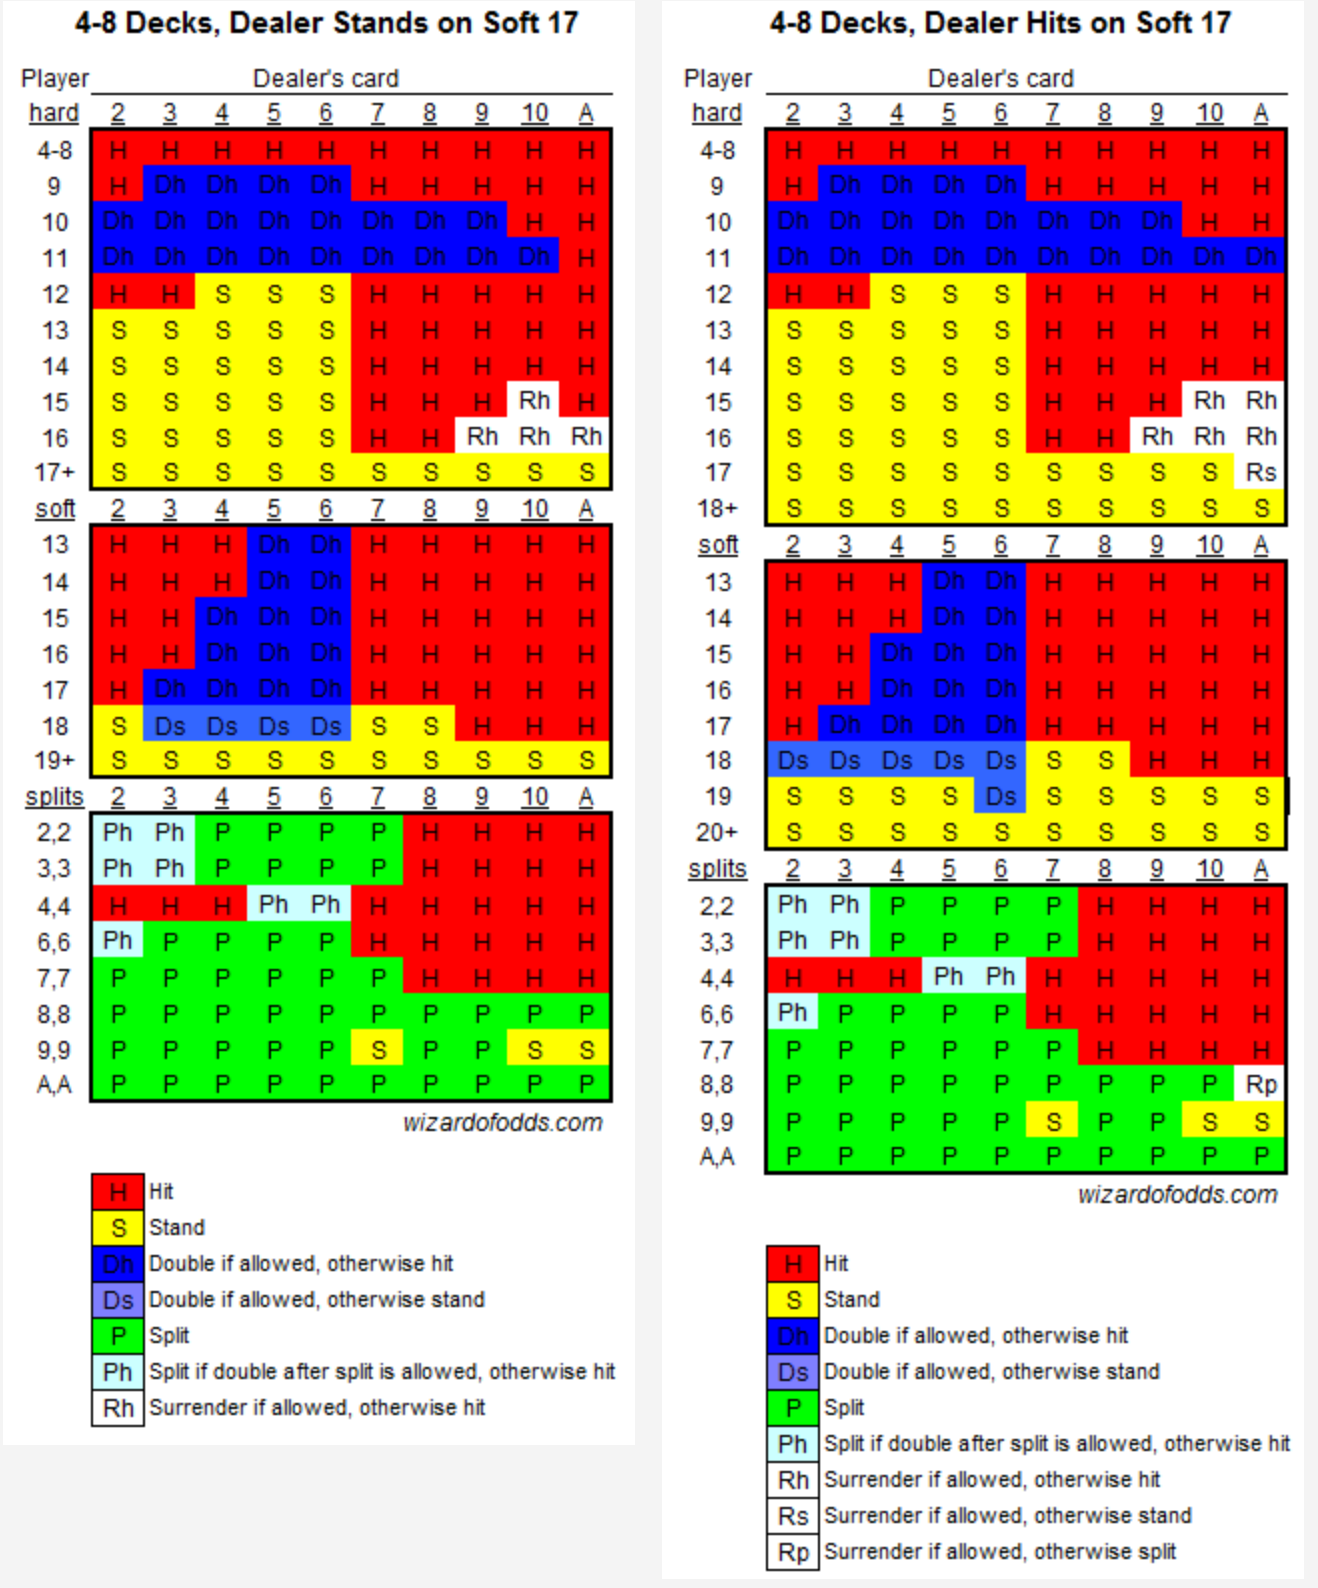 4-8 Decks, Dealer Stands on Soft 17
Player Dealer's card
hard 2 3 4 5 6 7 8 9 10 A
4-8 H H H H H H H H H H
9 H Dh Dh Dh Dh H H H H H
10 Dh Dh Dh Dh Dh Dh Dh Dh H H
11 Dh Dh Dh Dh Dh Dh Dh Dh Dh H
12 H H S S S H H H H H
13 S S S S S H H H H H
14 S S S S S H H H H H
15 S S S S S H H H Rh H
16 S S S S S H H Rh Rh Rh
17+ S S S S S S S S S S
soft 2 3 4 5 6 7 8 9 10 A
13 H H H Dh Dh H H H H H
14 H H H Dh Dh H H H H H
15 H H Dh Dh Dh H H H H H
16 H H Dh Dh Dh H H H H H
17 H Dh Dh Dh Dh H H H H H
18 S Ds Ds Ds Ds S S H H H
19+ S S S S S S S S S S
splits 2 3 4 5 6 7 8 9 10 A
2,2 Ph Ph P P P P H H H H
3,3 Ph Ph P P P P H H H H
4,4 H H H Ph Ph H H H H H
6,6 Ph P P P P H H H H H
7,7 P P P P P P H H H H
8,8 P P P P P P P P P P
9,9 P P P P P S P P S S
A,A P P P P P P P P P P
wizardofodds.com
H Hit
S Stand
Dh Double if allowed, otherwise hit
Ds Double if allowed, otherwise stand
P Split
Ph Split if double after split is allowed, otherwise hit
Rh Surrender if allowed, otherwise hit
4-8 Decks, Dealer Hits on Soft 17
Player Dealer's card
hard 2 3 4 5 6 7 8 9 10 A
4-8 H H H H H H H H H H
9 H Dh Dh Dh Dh H H H H H
10 Dh Dh Dh Dh Dh Dh Dh Dh H H
11 Dh Dh Dh Dh Dh Dh Dh Dh Dh Dh
12 H H S S S H H H H H
13 S S S S S H H H H H
14 S S S S S H H H H H
15 S S S S S H H H Rh Rh
16 S S S S S H H Rh Rh Rh
17 S S S S S S S S S Rs
18+ S S S S S S S S S S
soft 2 3 4 5 6 7 8 9 10 A
13 H H H Dh Dh H H H H H
14 H H H Dh Dh H H H H H
15 H H Dh Dh Dh H H H H H
16 H H Dh Dh Dh H H H H H
17 H Dh Dh Dh Dh H H H H H
18 Ds Ds Ds Ds Ds S S H H H
19 S S S S Ds S S S S S
20+ S S S S S S S S S S
splits 2 3 4 5 6 7 8 9 10 A
2,2 Ph Ph P P P P H H H H
3,3 Ph Ph P P P P H H H H
4,4 H H H Ph Ph H H H H H
6,6 Ph P P P P H H H H H
7,7 P P P P P P H H H H
8,8 P P P P P P P P P Rp
9,9 P P P P P S P P S S
A,A P P P P P P P P P P
wizardofodds.com
H Hit
S Stand
Dh Double if allowed, otherwise hit
Ds Double if allowed, otherwise stand
P Split
Ph Split if double after split is allowed, otherwise hit
Rh Surrender if allowed, otherwise hit
Rs Surrender if allowed, otherwise stand
Rp Surrender if allowed, otherwise split